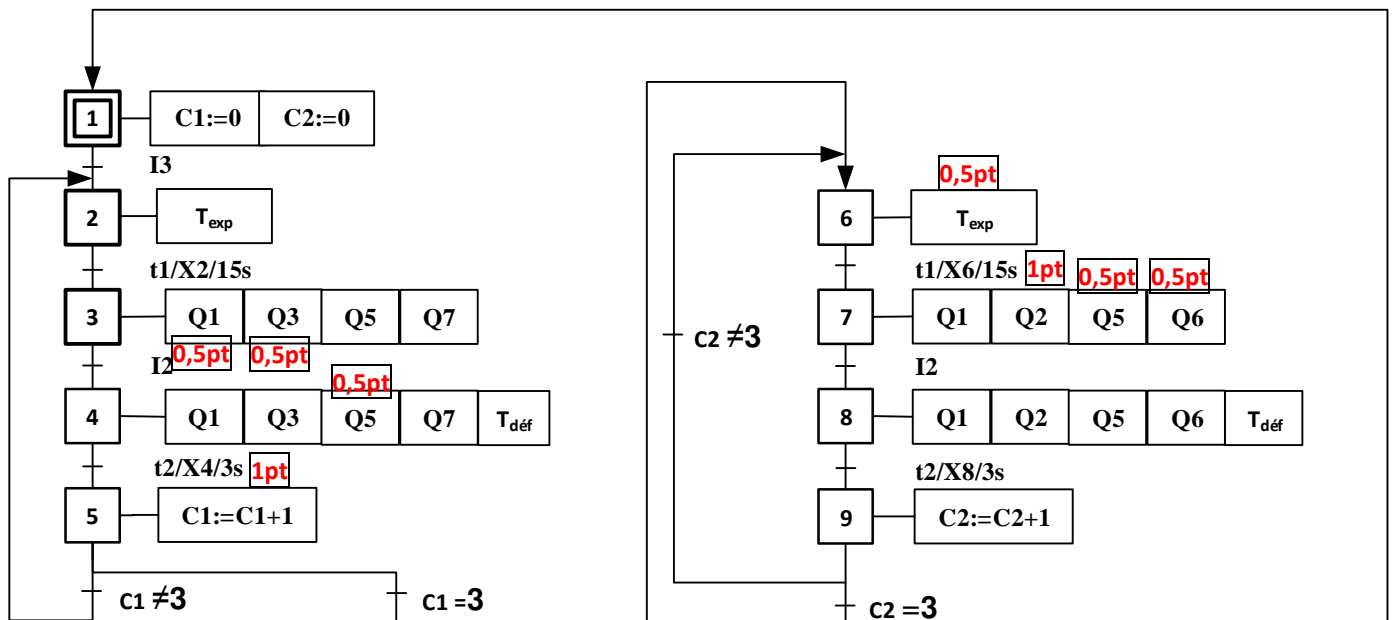 1 C1:=0 C2:=0
I3
2 Texp
t1/X2/15s
3 Q1 Q3 Q5 Q7
I2 0,5pt 0,5pt
0,5pt
4 Q1 Q3 Q5 Q7 Tdéf
t2/X4/3s 1pt
5 C1:=C1+1
C1 ≠3 C1 =3
0,5pt
6 Texp
t1/X6/15s 1pt 0,5pt 0,5pt
7 Q1 Q2 Q5 Q6
C2 ≠3
I2
8 Q1 Q2 Q5 Q6 Tdéf
t2/X8/3s
9 C2:=C2+1
C2 =3